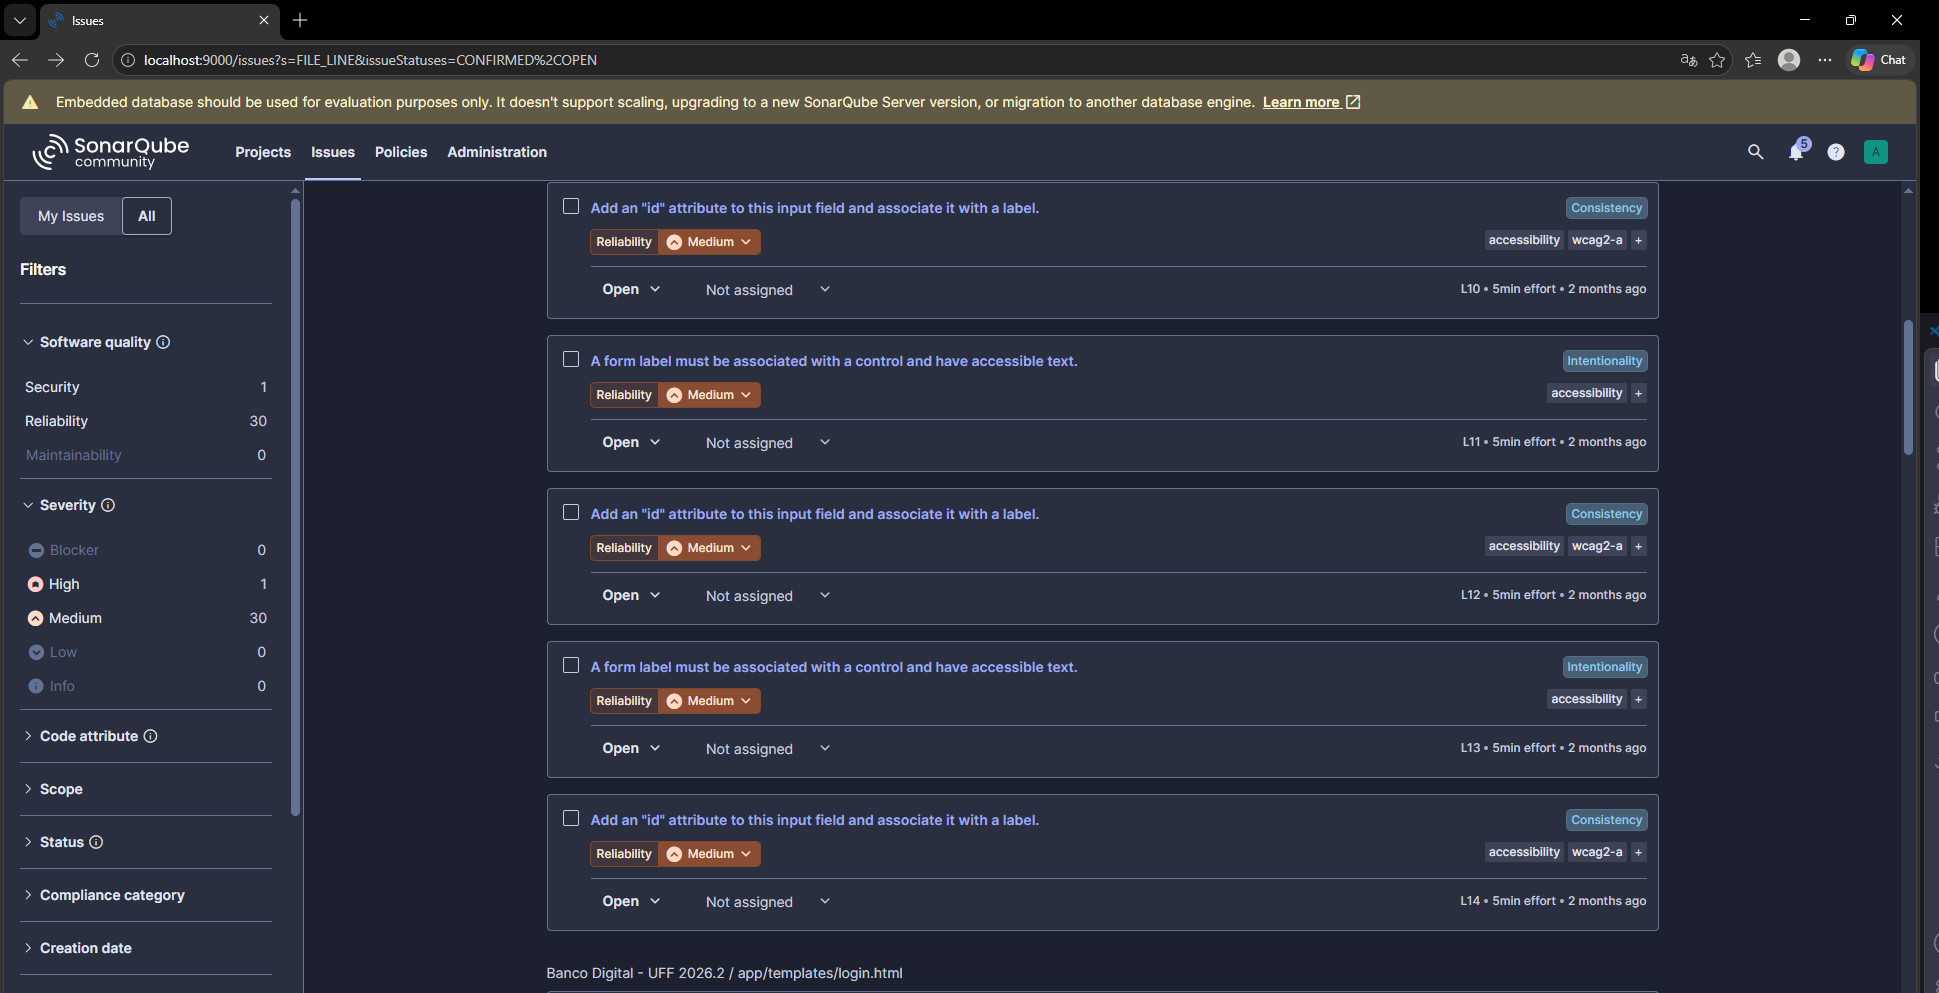 Issues
localhost:9000/issues?s=FILE_LINE&issueStatuses=CONFIRMED%2COPEN
Chat
Embedded database should be used for evaluation purposes only. It doesn't support scaling, upgrading to a new SonarQube Server version, or migration to another database engine. Learn more
SonarQube
community
Projects Issues Policies Administration
5
?
A
My Issues All
Filters
Software quality
Security 1
Reliability 30
Maintainability 0
Severity
Blocker 0
High 1
Medium 30
Low 0
Info 0
Code attribute
Scope
Status
Compliance category
Creation date
Add an "id" attribute to this input field and associate it with a label. Consistency
Reliability Medium accessibility wcag2-a +
Open Not assigned L10 • 5min effort • 2 months ago
A form label must be associated with a control and have accessible text. Intentionality
Reliability Medium accessibility +
Open Not assigned L11 • 5min effort • 2 months ago
Add an "id" attribute to this input field and associate it with a label. Consistency
Reliability Medium accessibility wcag2-a +
Open Not assigned L12 • 5min effort • 2 months ago
A form label must be associated with a control and have accessible text. Intentionality
Reliability Medium accessibility +
Open Not assigned L13 • 5min effort • 2 months ago
Add an "id" attribute to this input field and associate it with a label. Consistency
Reliability Medium accessibility wcag2-a +
Open Not assigned L14 • 5min effort • 2 months ago
Banco Digital - UFF 2026.2 / app/templates/login.html